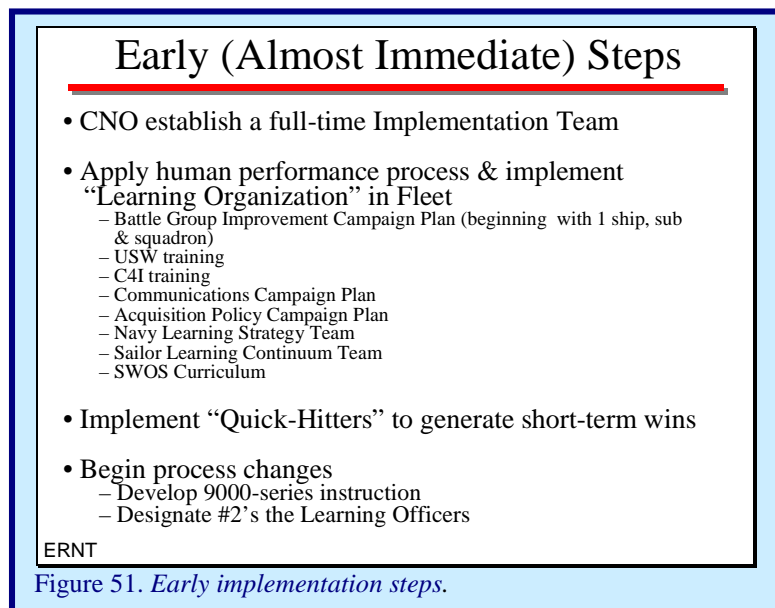 Early (Almost Immediate) Steps
• CNO establish a full-time Implementation Team
• Apply human performance process & implement
“Learning Organization” in Fleet
– Battle Group Improvement Campaign Plan (beginning with 1 ship, sub
& squadron)
– USW training
– C4I training
– Communications Campaign Plan
– Acquisition Policy Campaign Plan
– Navy Learning Strategy Team
– Sailor Learning Continuum Team
– SWOS Curriculum
• Implement “Quick-Hitters” to generate short-term wins
• Begin process changes
– Develop 9000-series instruction
– Designate #2's the Learning Officers
ERNT
Figure 51. Early implementation steps.